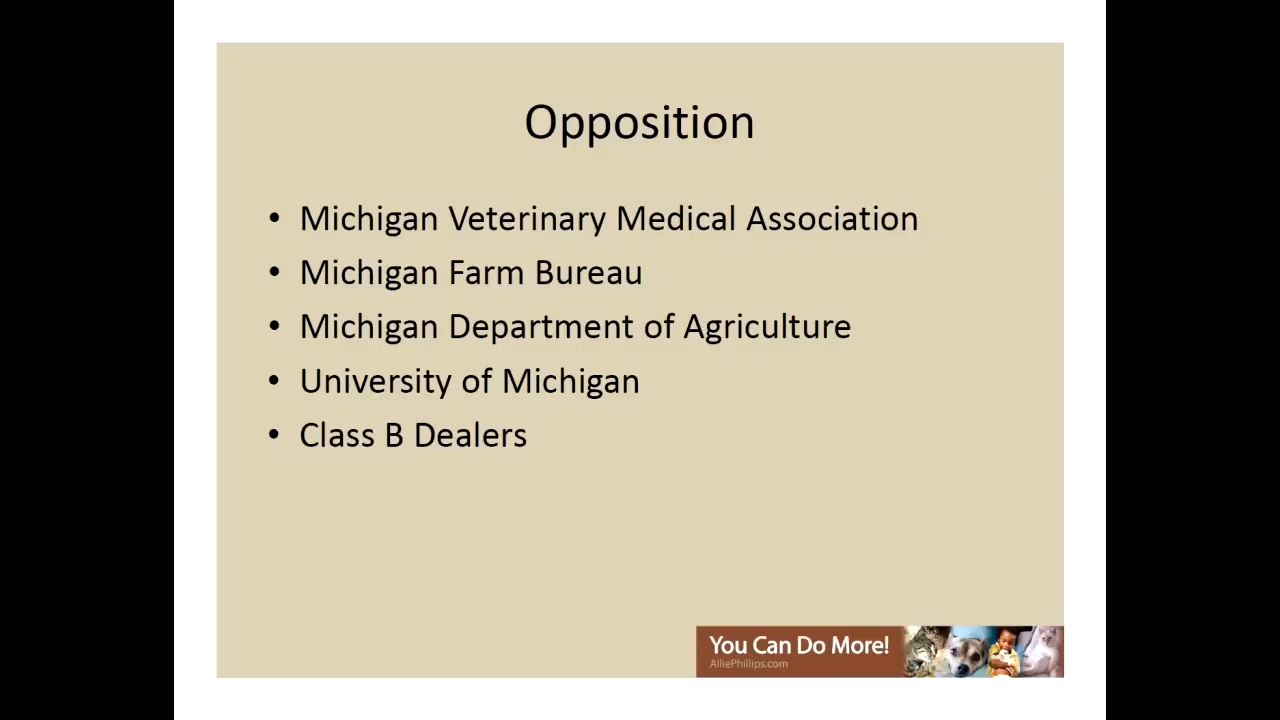 Opposition
• Michigan Veterinary Medical Association
• Michigan Farm Bureau
• Michigan Department of Agriculture
• University of Michigan
• Class B Dealers
You Can Do More!
AlliePhillips.com